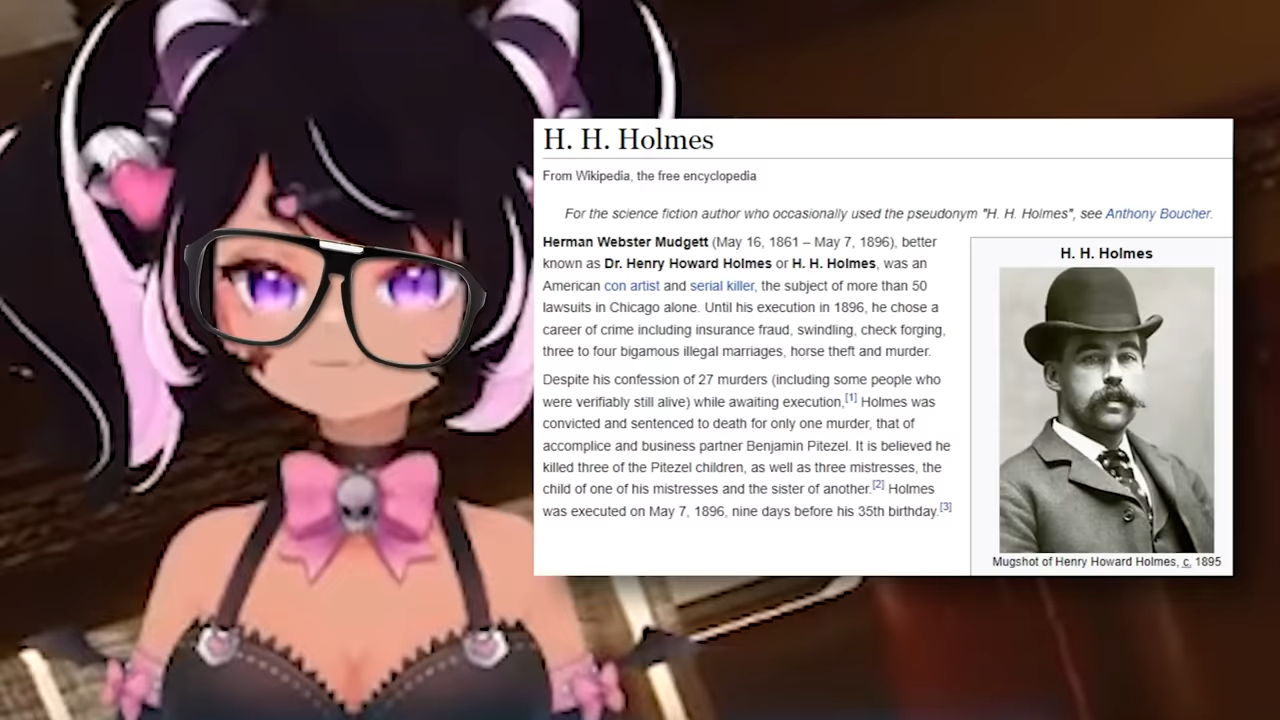 H. H. Holmes
From Wikipedia, the free encyclopedia
For the science fiction author who occasionally used the pseudonym "H. H. Holmes", see Anthony Boucher.
Herman Webster Mudgett (May 16, 1861 – May 7, 1896), better
known as Dr. Henry Howard Holmes or H. H. Holmes, was an
American con artist and serial killer, the subject of more than 50
lawsuits in Chicago alone. Until his execution in 1896, he chose a
career of crime including insurance fraud, swindling, check forging,
three to four bigamous illegal marriages, horse theft and murder.
Despite his confession of 27 murders (including some people who
were verifiably still alive) while awaiting execution,[1] Holmes was
convicted and sentenced to death for only one murder, that of
accomplice and business partner Benjamin Pitezel. It is believed he
killed three of the Pitezel children, as well as three mistresses, the
child of one of his mistresses and the sister of another.[2] Holmes
was executed on May 7, 1896, nine days before his 35th birthday.[3]
H. H. Holmes
Mugshot of Henry Howard Holmes, c. 1895